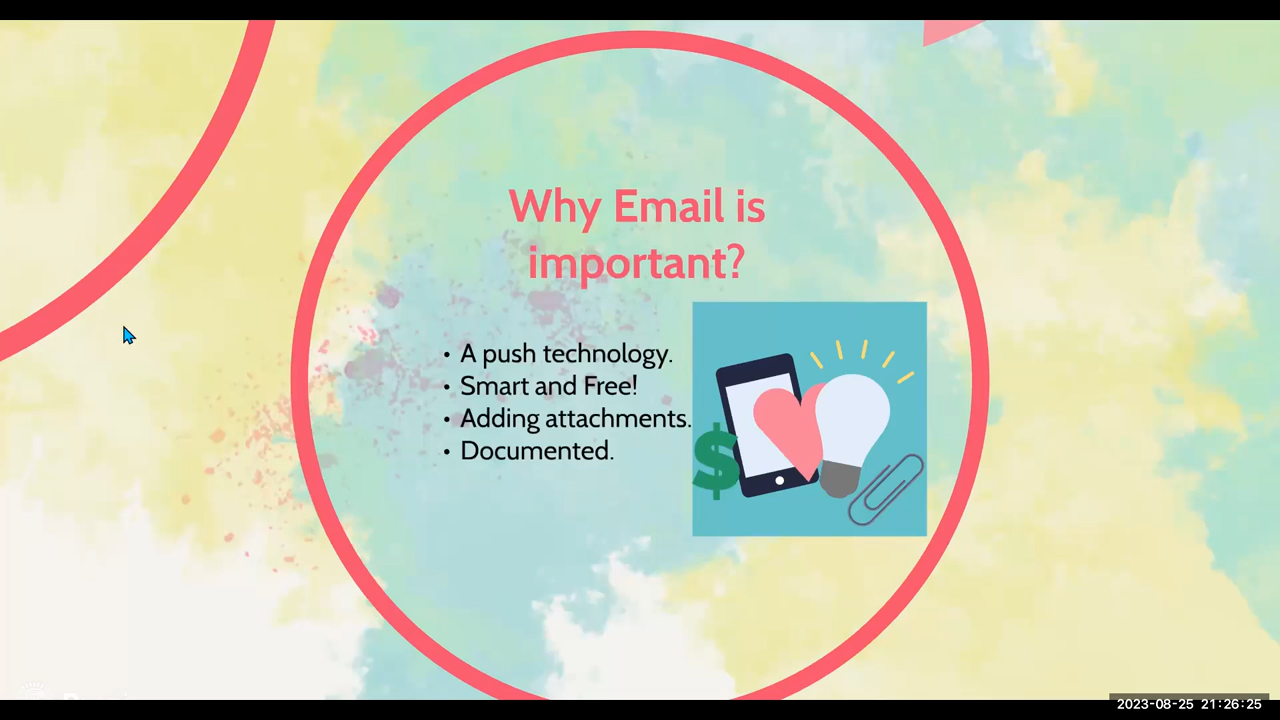 Why Email is
important?
• A push technology.
• Smart and Free!
• Adding attachments.
• Documented.
2023-08-25 21:26:25